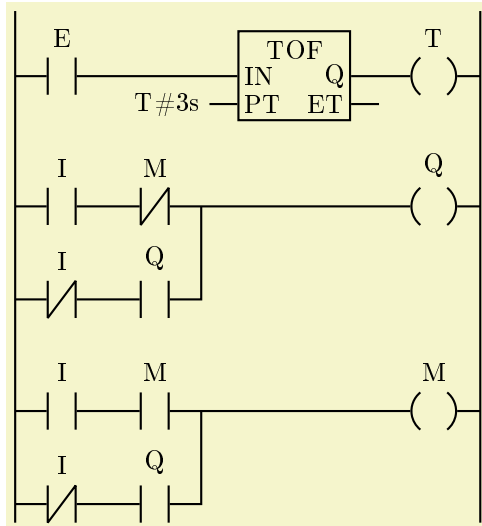 E T
TOF
IN Q
T#3s PT ET
I M Q
I Q
I M M
I Q